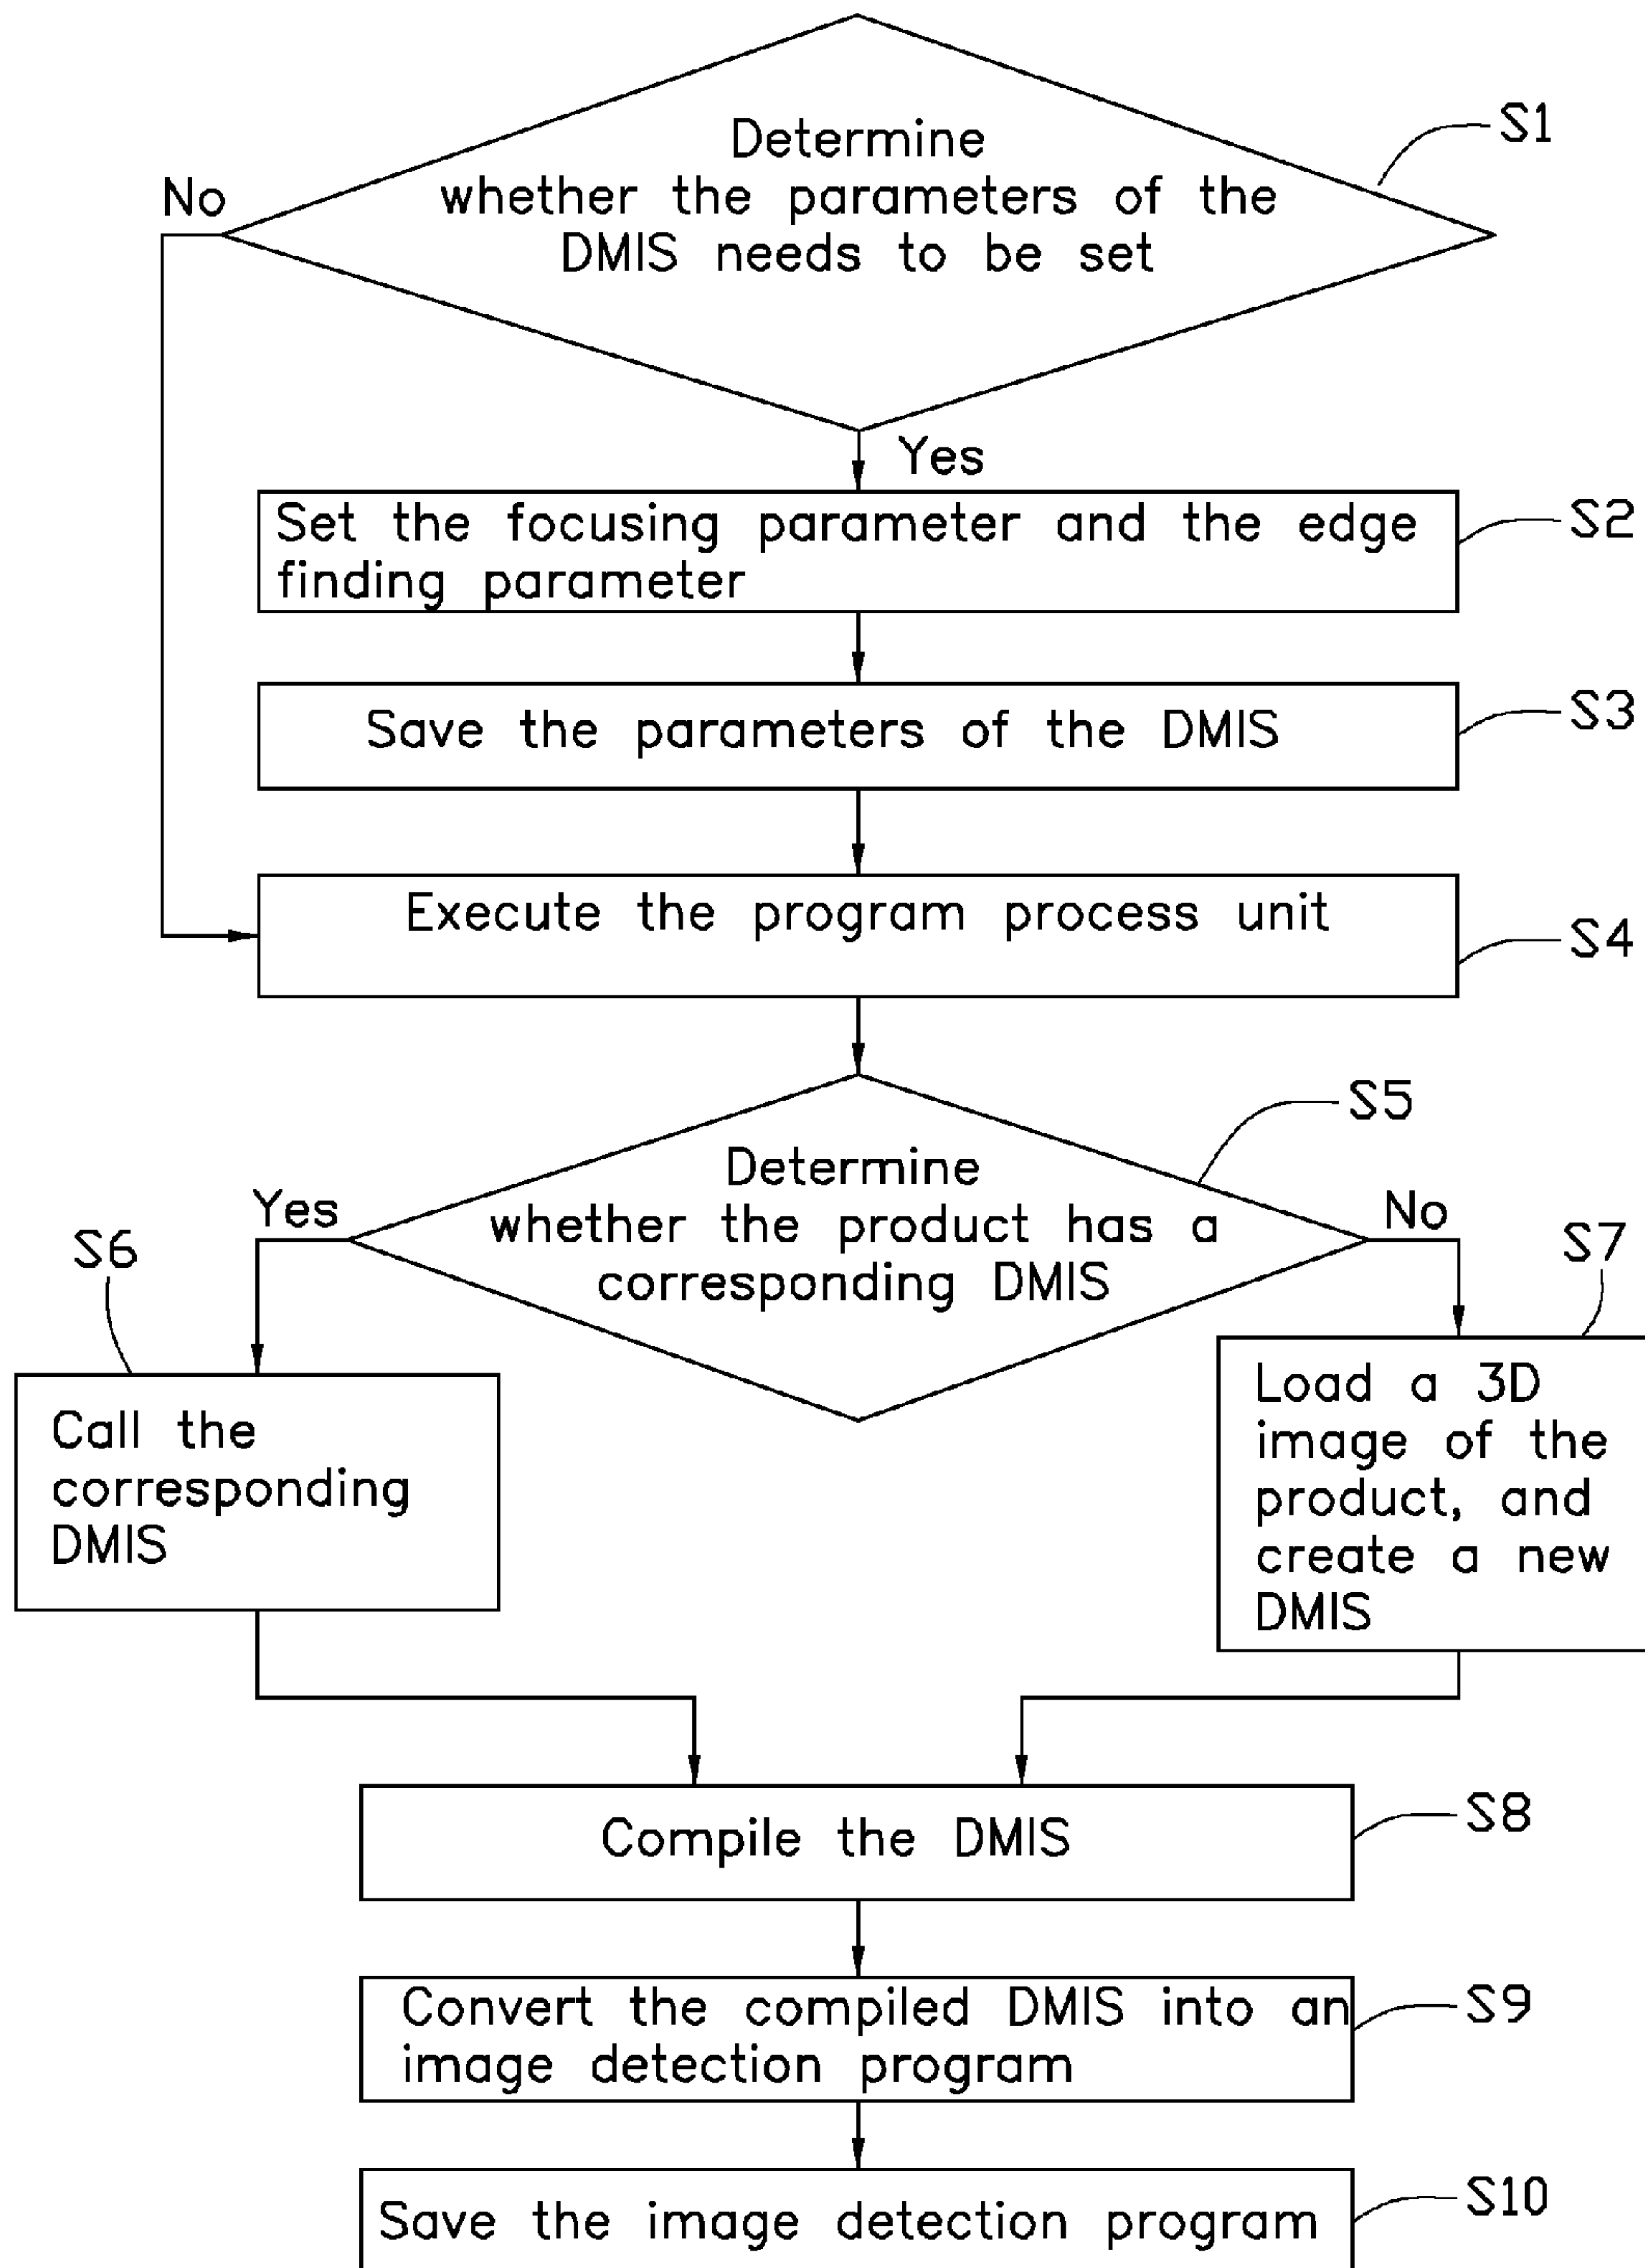 Determine
whether the parameters of the
DMIS needs to be set
S1
No
Yes
Set the focusing parameter and the edge
finding parameter
S2
Save the parameters of the DMIS
S3
Execute the program process unit
S4
Determine
whether the product has a
corresponding DMIS
S5
Yes
No
S6
Call the
corresponding
DMIS
S7
Load a 3D
image of the
product, and
create a new
DMIS
Compile the DMIS
S8
Convert the compiled DMIS into an
image detection program
S9
Save the image detection program
S10